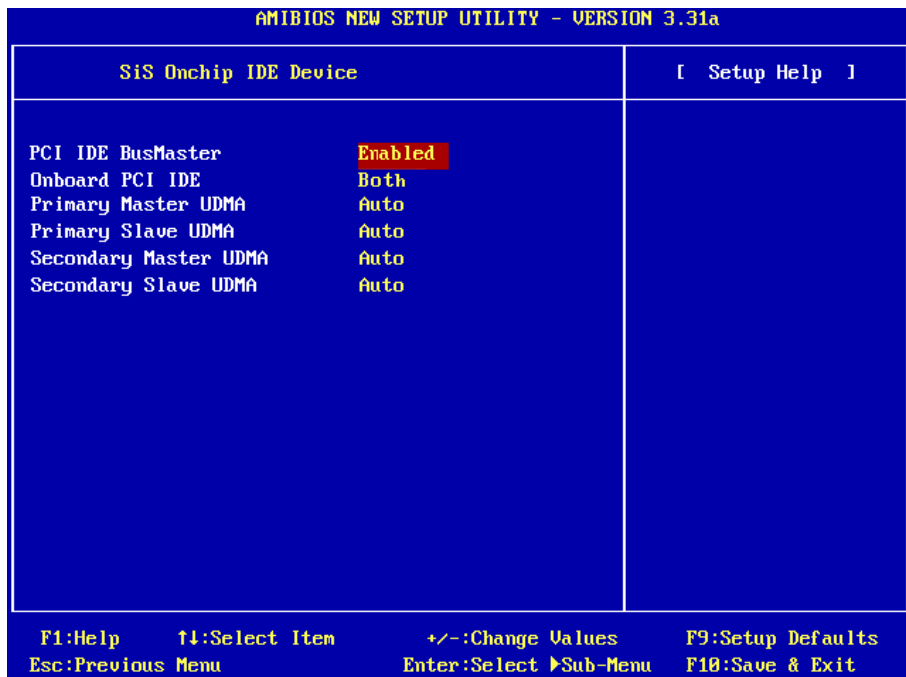 AMIBIOS NEW SETUP UTILITY - VERSION 3.31a
SiS Onchip IDE Device
[ Setup Help ]
PCI IDE BusMaster Enabled
Onboard PCI IDE Both
Primary Master UDMA Auto
Primary Slave UDMA Auto
Secondary Master UDMA Auto
Secondary Slave UDMA Auto
F1:Help ↑↓:Select Item +/-:Change Values F9:Setup Defaults
Esc:Previous Menu Enter:Select ▶Sub-Menu F10:Save & Exit